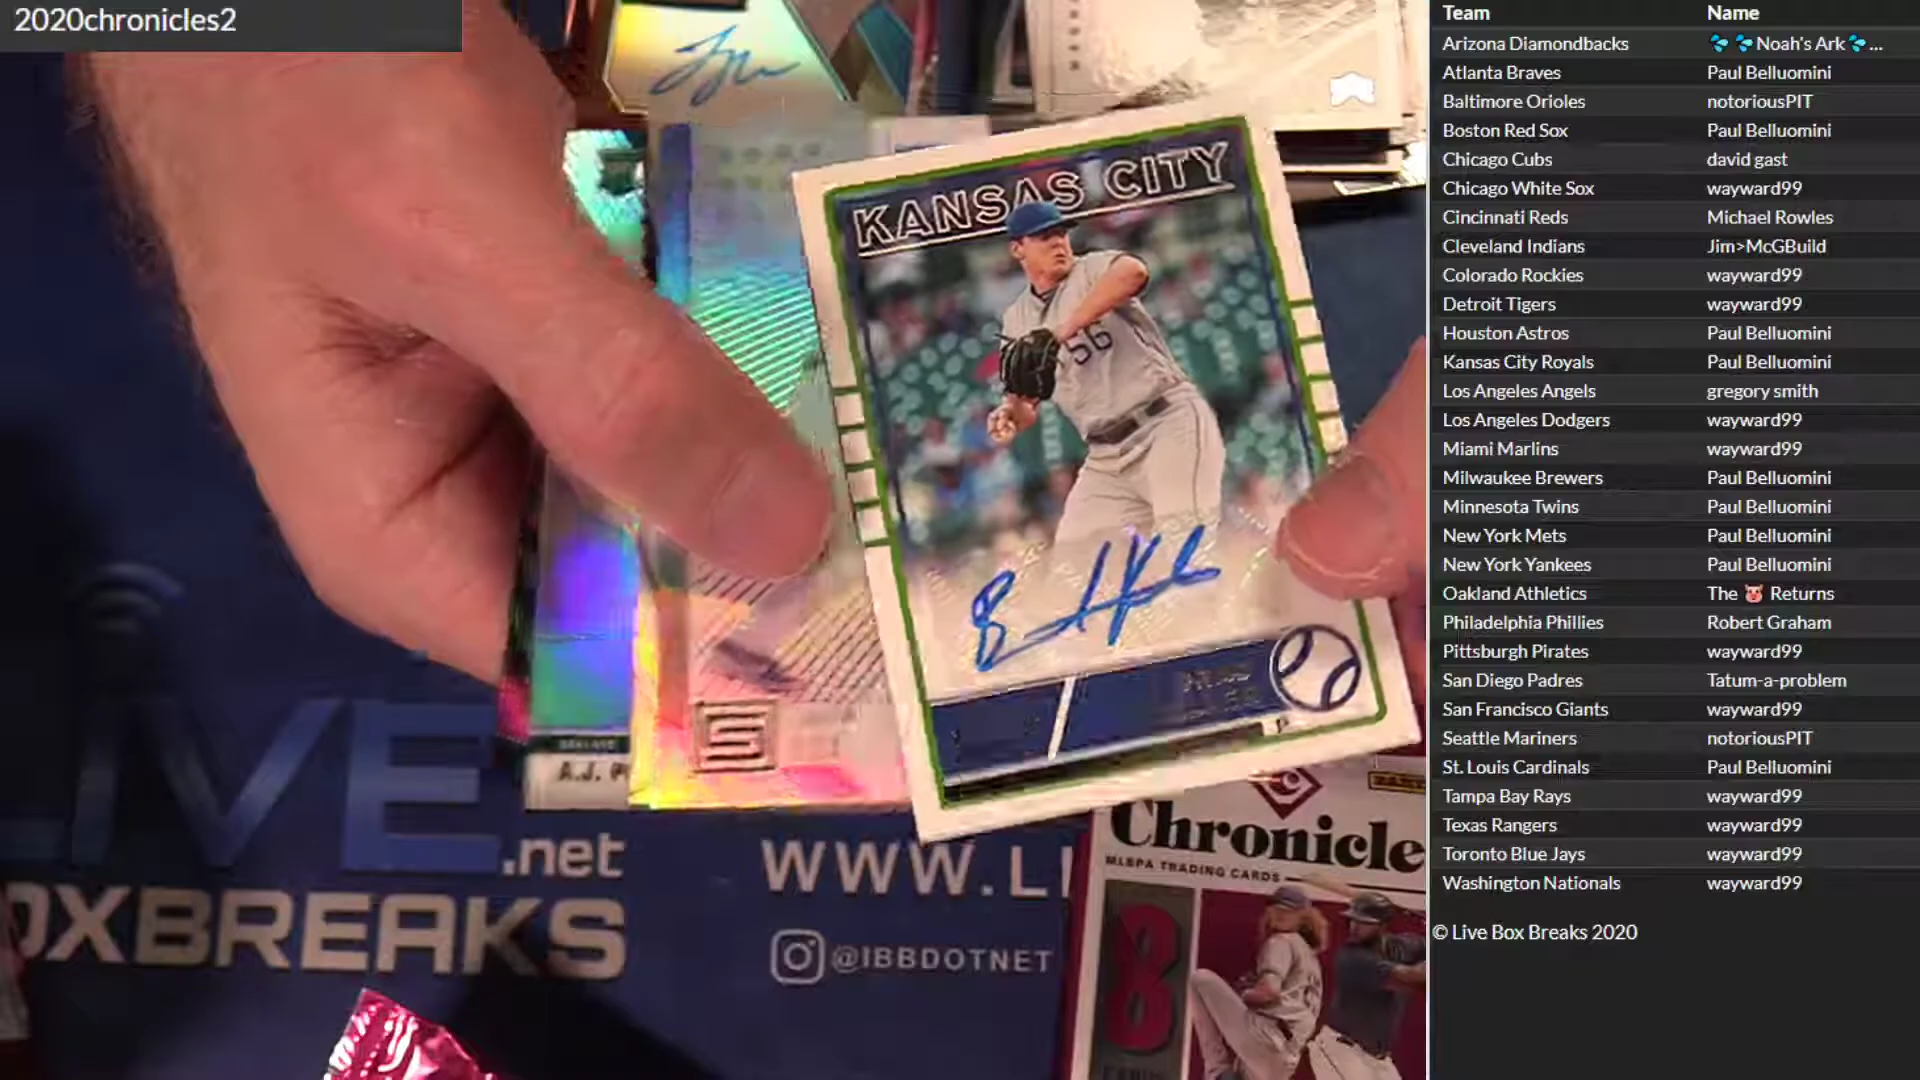 2020chronicles2
KANSAS CITY
56
A.J.
LIVE
.net
OXBREAKS
WWW.LI
@IBBDOTNET
Chronicle
MLBPA TRADING CARDS
8
Team Name
Arizona Diamondbacks 💦 💦 Noah's Ark 💦 ...
Atlanta Braves Paul Belluomini
Baltimore Orioles notoriousPIT
Boston Red Sox Paul Belluomini
Chicago Cubs david gast
Chicago White Sox wayward99
Cincinnati Reds Michael Rowles
Cleveland Indians Jim>McGBuild
Colorado Rockies wayward99
Detroit Tigers wayward99
Houston Astros Paul Belluomini
Kansas City Royals Paul Belluomini
Los Angeles Angels gregory smith
Los Angeles Dodgers wayward99
Miami Marlins wayward99
Milwaukee Brewers Paul Belluomini
Minnesota Twins Paul Belluomini
New York Mets Paul Belluomini
New York Yankees Paul Belluomini
Oakland Athletics The 🐷 Returns
Philadelphia Phillies Robert Graham
Pittsburgh Pirates wayward99
San Diego Padres Tatum-a-problem
San Francisco Giants wayward99
Seattle Mariners notoriousPIT
St. Louis Cardinals Paul Belluomini
Tampa Bay Rays wayward99
Texas Rangers wayward99
Toronto Blue Jays wayward99
Washington Nationals wayward99
© Live Box Breaks 2020